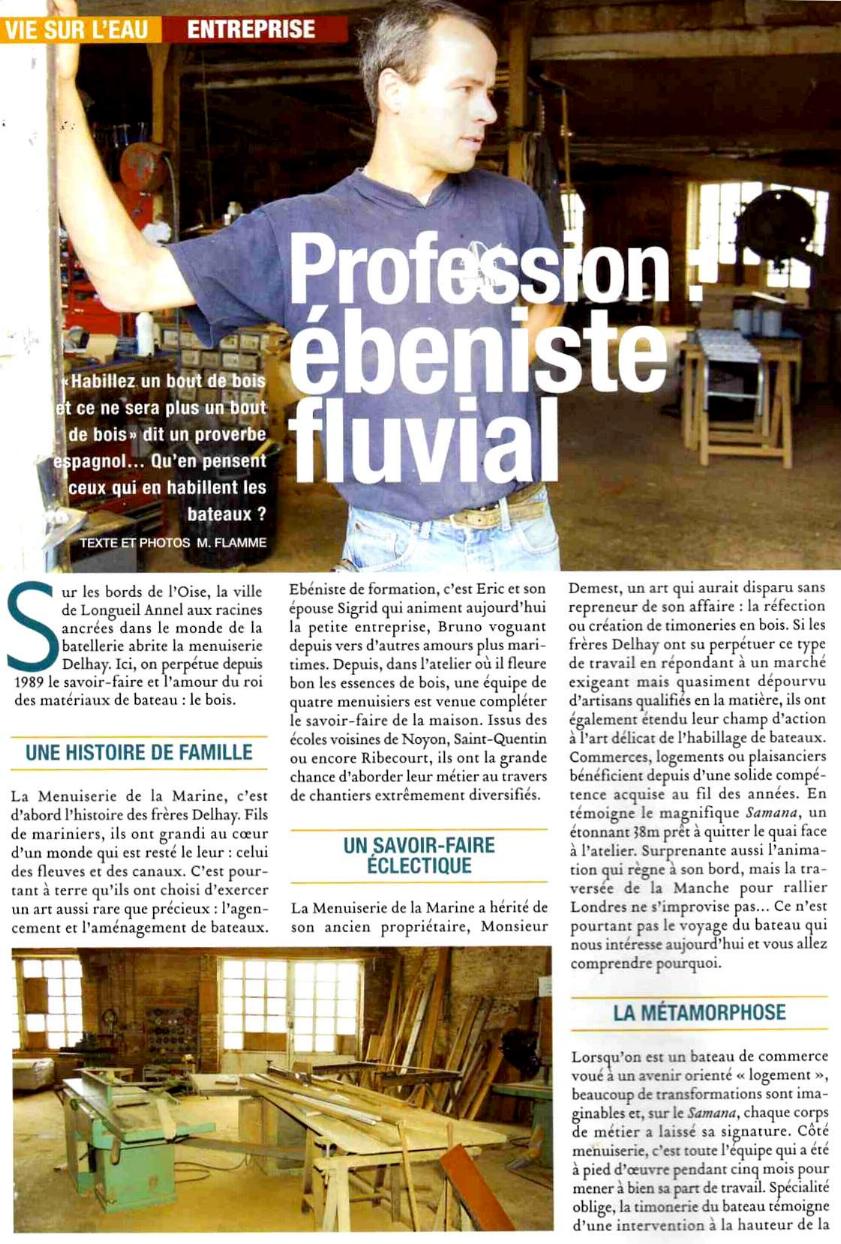 VIE SUR L'EAU ENTREPRISE
Profession :
ébeniste
fluvial
«Habillez un bout de bois
et ce ne sera plus un bout
de bois» dit un proverbe
espagnol... Qu'en pensent
ceux qui en habillent les
bateaux ?
TEXTE ET PHOTOS M. FLAMME
Sur les bords de l'Oise, la ville
de Longueil Annel aux racines
ancrées dans le monde de la
batellerie abrite la menuiserie
Delhay. Ici, on perpétue depuis
1989 le savoir-faire et l'amour du roi
des matériaux de bateau : le bois.
UNE HISTOIRE DE FAMILLE
La Menuiserie de la Marine, c'est
d'abord l'histoire des frères Delhay. Fils
de mariniers, ils ont grandi au cœur
d'un monde qui est resté le leur : celui
des fleuves et des canaux. C'est pour-
tant à terre qu'ils ont choisi d'exercer
un art aussi rare que précieux : l'agen-
cement et l'aménagement de bateaux.
Ebéniste de formation, c'est Eric et son
épouse Sigrid qui animent aujourd'hui
la petite entreprise, Bruno voguant
depuis vers d'autres amours plus mari-
times. Depuis, dans l'atelier où il fleure
bon les essences de bois, une équipe de
quatre menuisiers est venue compléter
le savoir-faire de la maison. Issus des
écoles voisines de Noyon, Saint-Quentin
ou encore Ribecourt, ils ont la grande
chance d'aborder leur métier au travers
de chantiers extrêmement diversifiés.
UN SAVOIR-FAIRE
ÉCLECTIQUE
La Menuiserie de la Marine a hérité de
son ancien propriétaire, Monsieur
Demest, un art qui aurait disparu sans
repreneur de son affaire : la réfection
ou création de timoneries en bois. Si les
frères Delhay ont su perpétuer ce type
de travail en répondant à un marché
exigeant mais quasiment dépourvu
d'artisans qualifiés en la matière, ils ont
également étendu leur champ d'action
à l'art délicat de l'habillage de bateaux.
Commerces, logements ou plaisanciers
bénéficient depuis d'une solide compé-
tence acquise au fil des années. En
témoigne le magnifique Samana, un
étonnant 38m prêt à quitter le quai face
à l'atelier. Surprenante aussi l'anima-
tion qui règne à son bord, mais la tra-
versée de la Manche pour rallier
Londres ne s'improvise pas... Ce n'est
pourtant pas le voyage du bateau qui
nous intéresse aujourd'hui et vous allez
comprendre pourquoi.
LA MÉTAMORPHOSE
Lorsqu'on est un bateau de commerce
voué à un avenir orienté « logement »,
beaucoup de transformations sont ima-
ginables et, sur le Samana, chaque corps
de métier a laissé sa signature. Côté
menuiserie, c'est toute l'équipe qui a été
à pied d'œuvre pendant cinq mois pour
mener à bien sa part de travail. Spécialité
oblige, la timonerie du bateau témoigne
d'une intervention à la hauteur de la